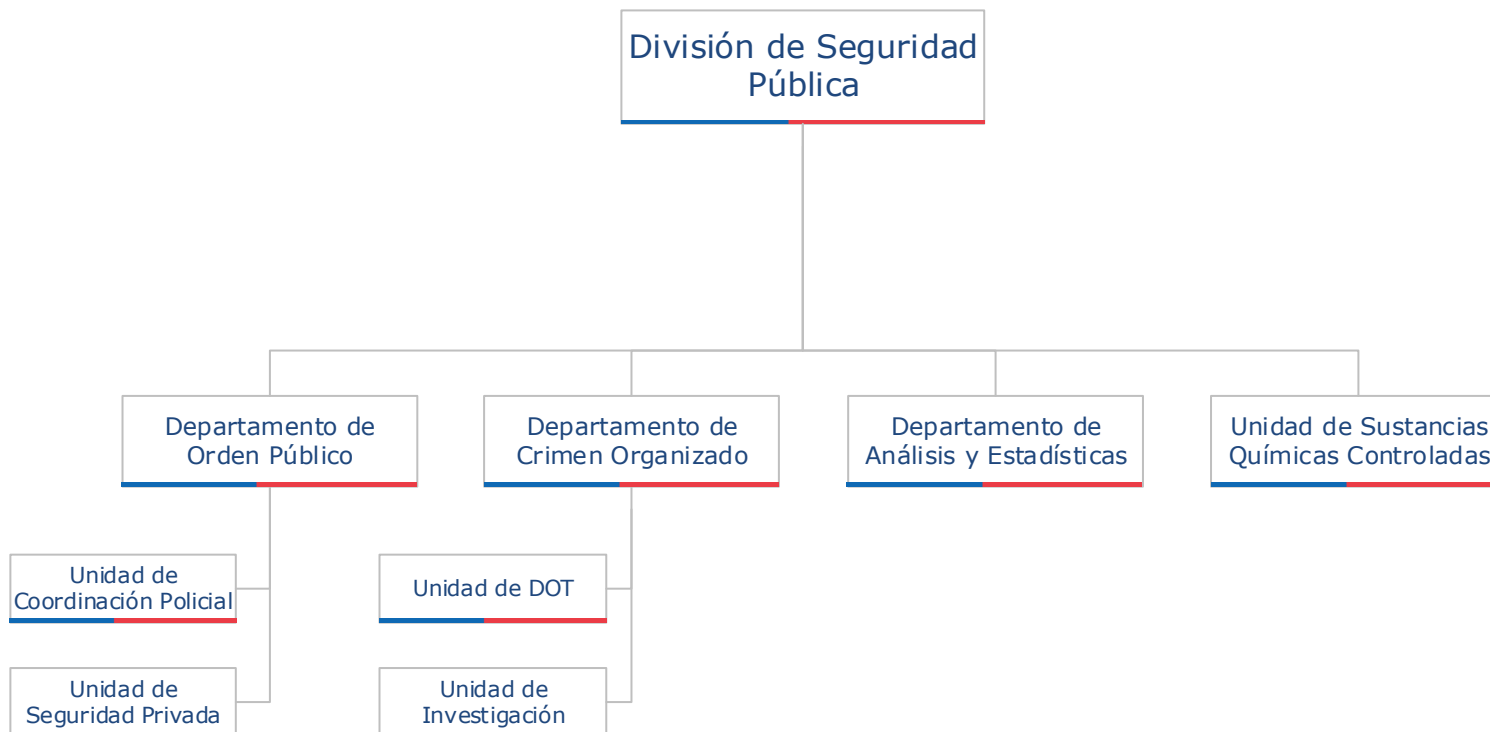 División de Seguridad
Pública
Departamento de
Orden Público
Departamento de
Crimen Organizado
Departamento de
Análisis y Estadísticas
Unidad de Sustancias
Químicas Controladas
Unidad de
Coordinación Policial
Unidad de DOT
Unidad de
Seguridad Privada
Unidad de
Investigación